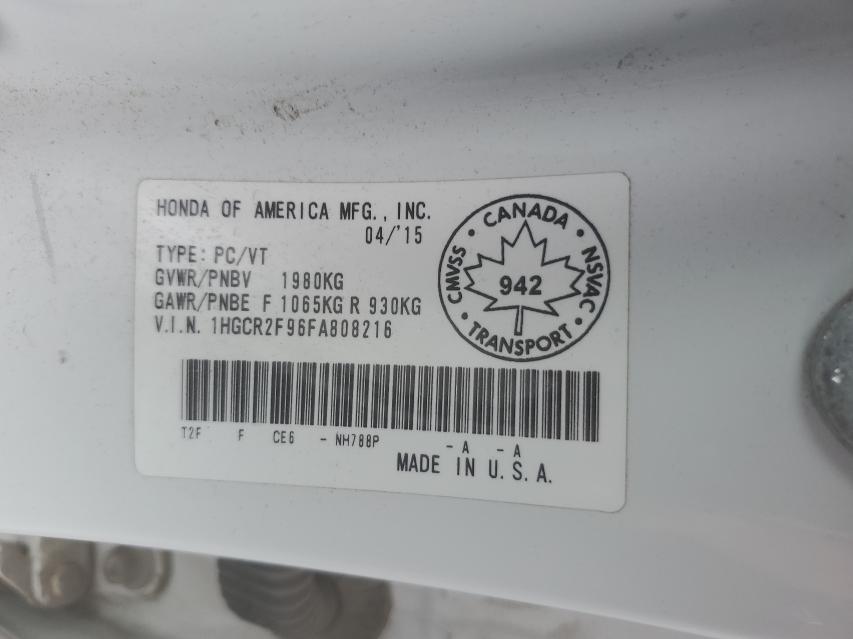 HONDA OF AMERICA MFG., INC.
04/'15
TYPE: PC/VT
GVWR/PNBV 1980KG
GAWR/PNBE F 1065KG R 930KG
V.I.N. 1HGCR2F96FA808216
CANADA
CMVSS
NSVAC
942
TRANSPORT
T2F F CE6 - NH788P - A - A
MADE IN U.S.A.